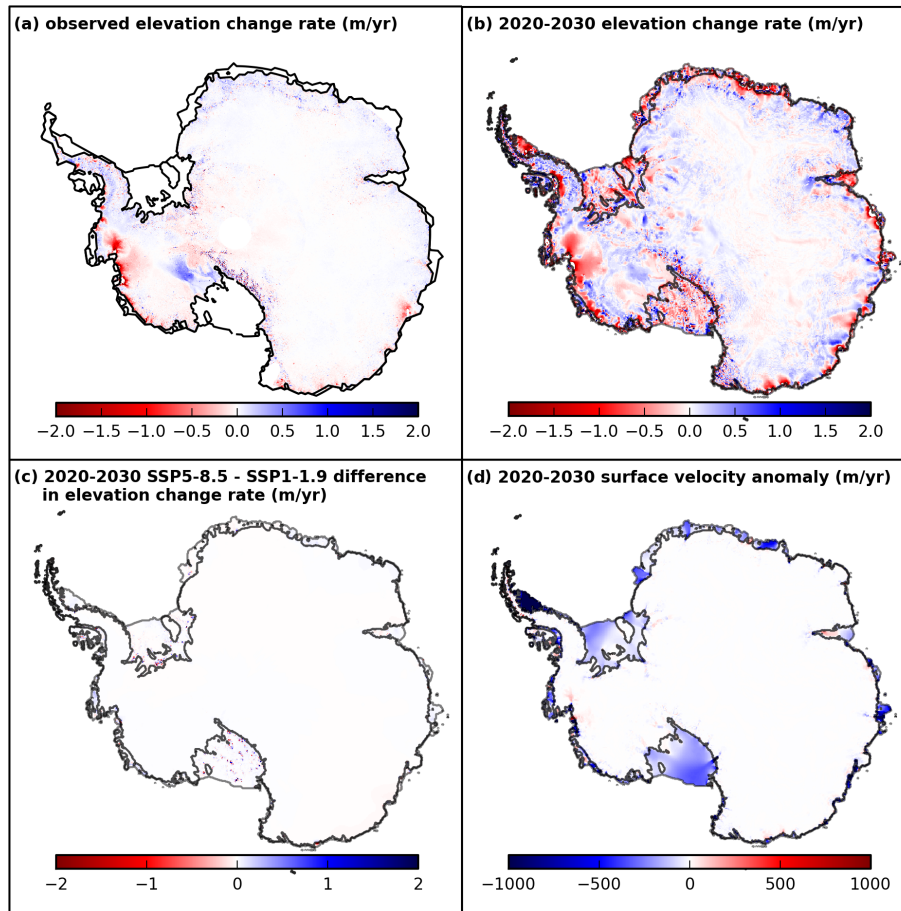 (a) observed elevation change rate (m/yr)
(b) 2020-2030 elevation change rate (m/yr)
−2.0 −1.5 −1.0 −0.5 0.0 0.5 1.0 1.5 2.0
−2.0 −1.5 −1.0 −0.5 0.0 0.5 1.0 1.5 2.0
(c) 2020-2030 SSP5-8.5 - SSP1-1.9 difference
in elevation change rate (m/yr)
(d) 2020-2030 surface velocity anomaly (m/yr)
−2 −1 0 1 2
−1000 −500 0 500 1000